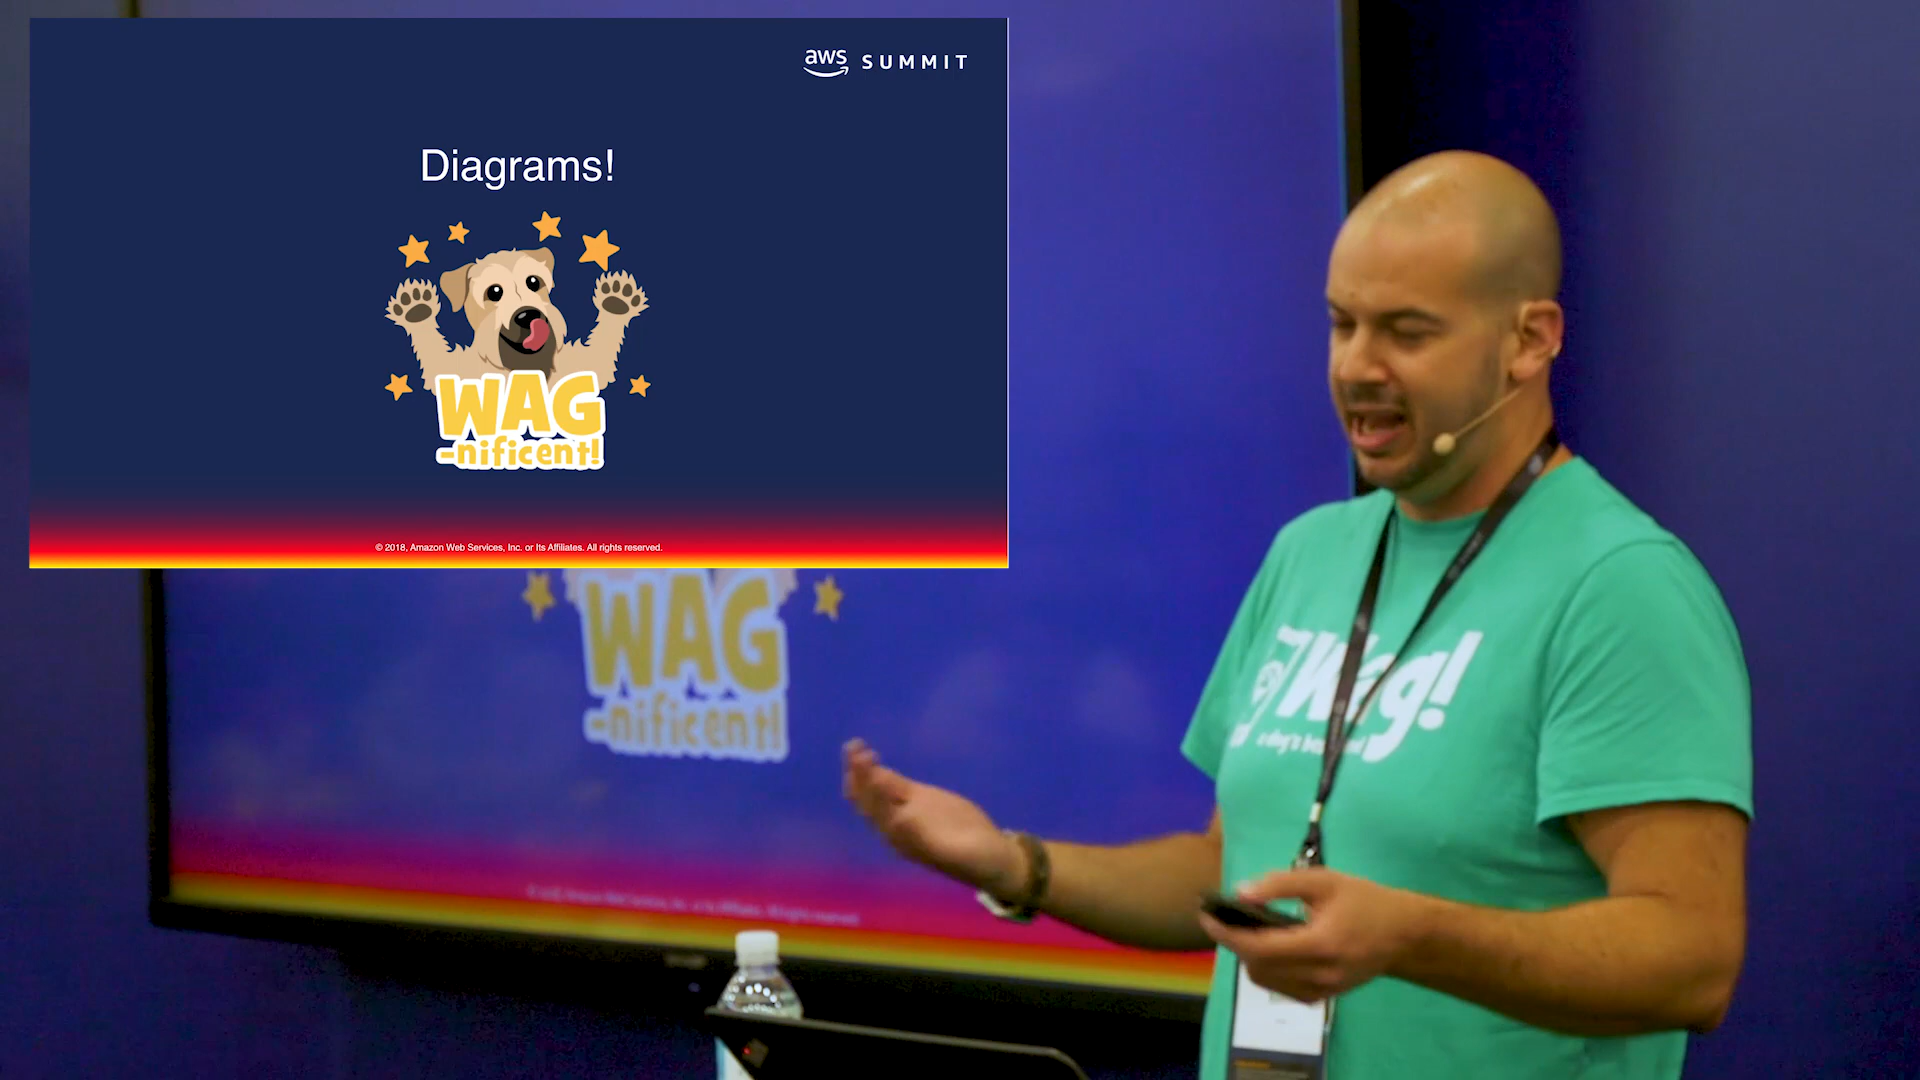 aws SUMMIT
Diagrams!
WAG
-nificent!
© 2018, Amazon Web Services, Inc. or Its Affiliates. All rights reserved.
WAG
-nificent!
Wag!